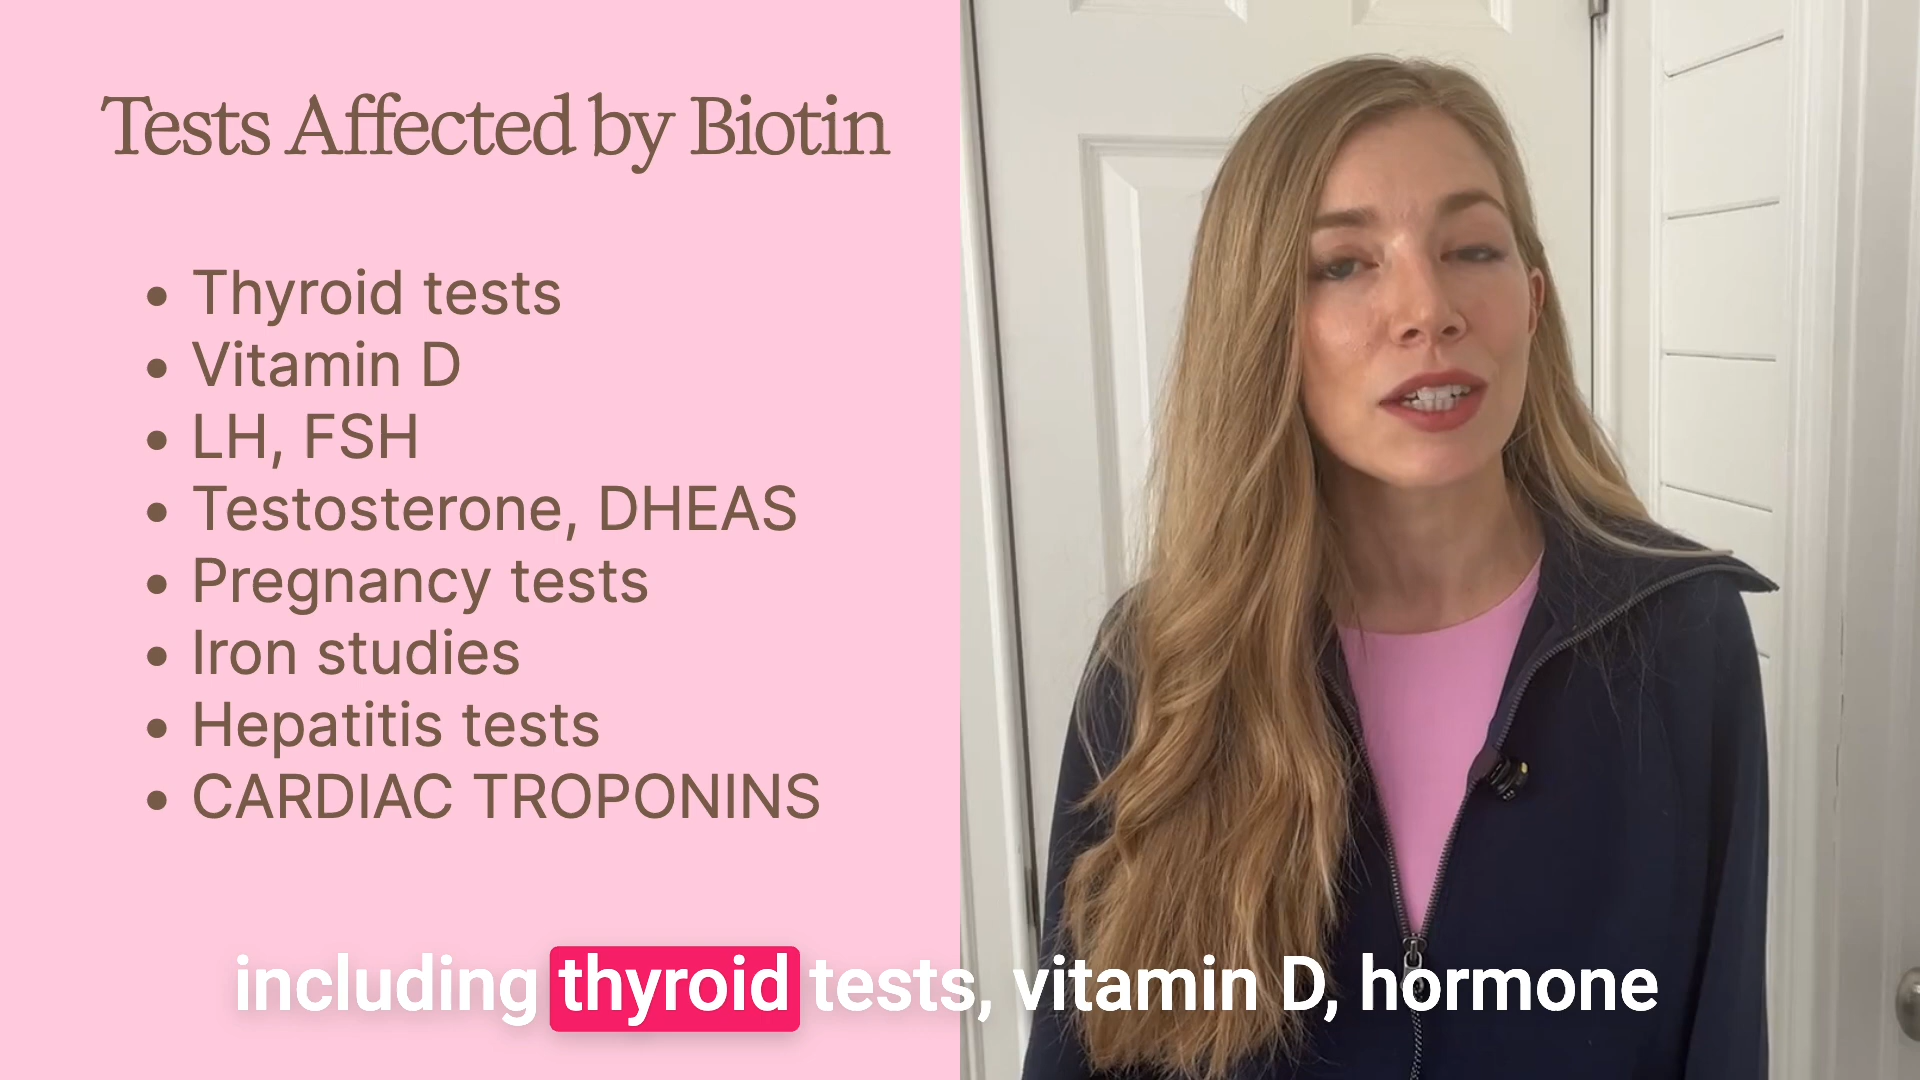 Tests Affected by Biotin
• Thyroid tests
• Vitamin D
• LH, FSH
• Testosterone, DHEAS
• Pregnancy tests
• Iron studies
• Hepatitis tests
• CARDIAC TROPONINS
including thyroid tests, vitamin D, hormone